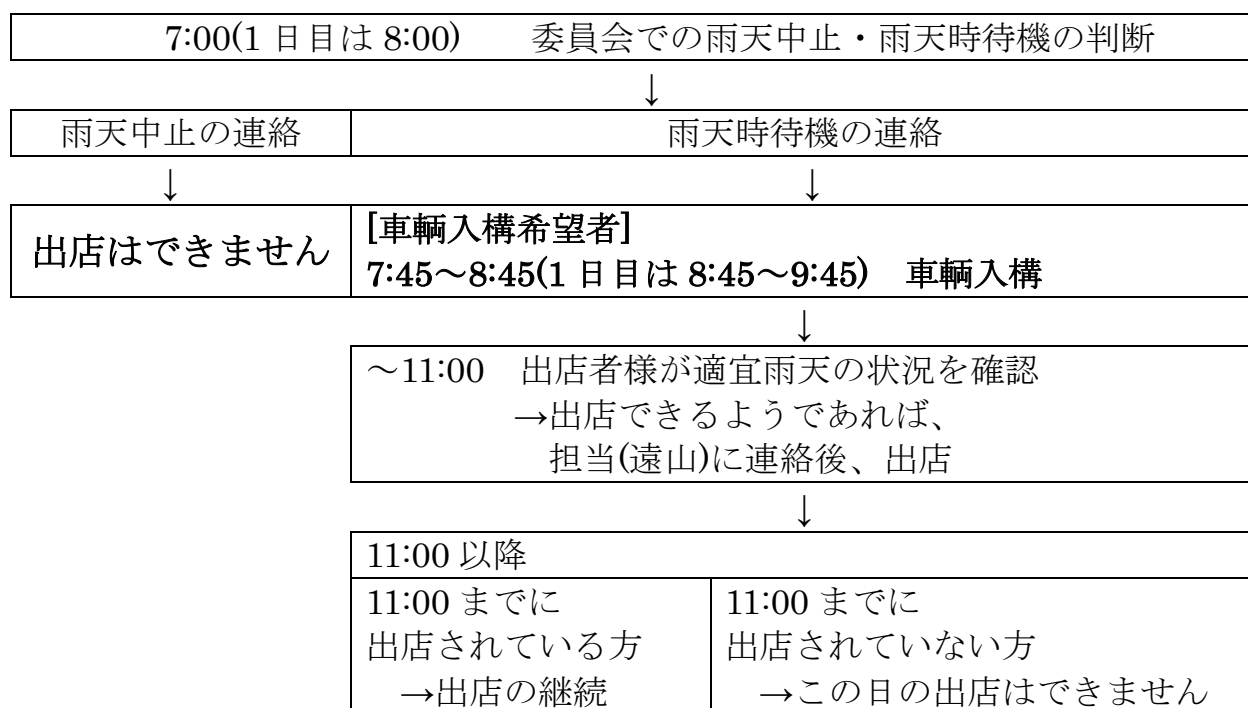 7:00(1 日目は 8:00)　　委員会での雨天中止・雨天時待機の判断
↓
雨天中止の連絡
雨天時待機の連絡
↓
↓
出店はできません
[車輌入構希望者]
7:45～8:45(1 日目は 8:45～9:45)　車輌入構
↓
～11:00　出店者様が適宜雨天の状況を確認
→出店できるようであれば、
担当(遠山)に連絡後、出店
↓
11:00 以降
11:00 までに
出店されている方
→出店の継続
11:00 までに
出店されていない方
→この日の出店はできません